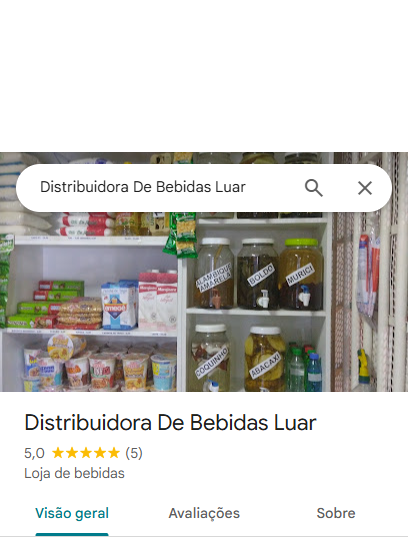 Distribuidora De Bebidas Luar
AMARELA
BOLDO
MURICI
COQUINHO
ABACAXI
Distribuidora De Bebidas Luar
5,0 ★★★★★ (5)
Loja de bebidas
Visão geral Avaliações Sobre